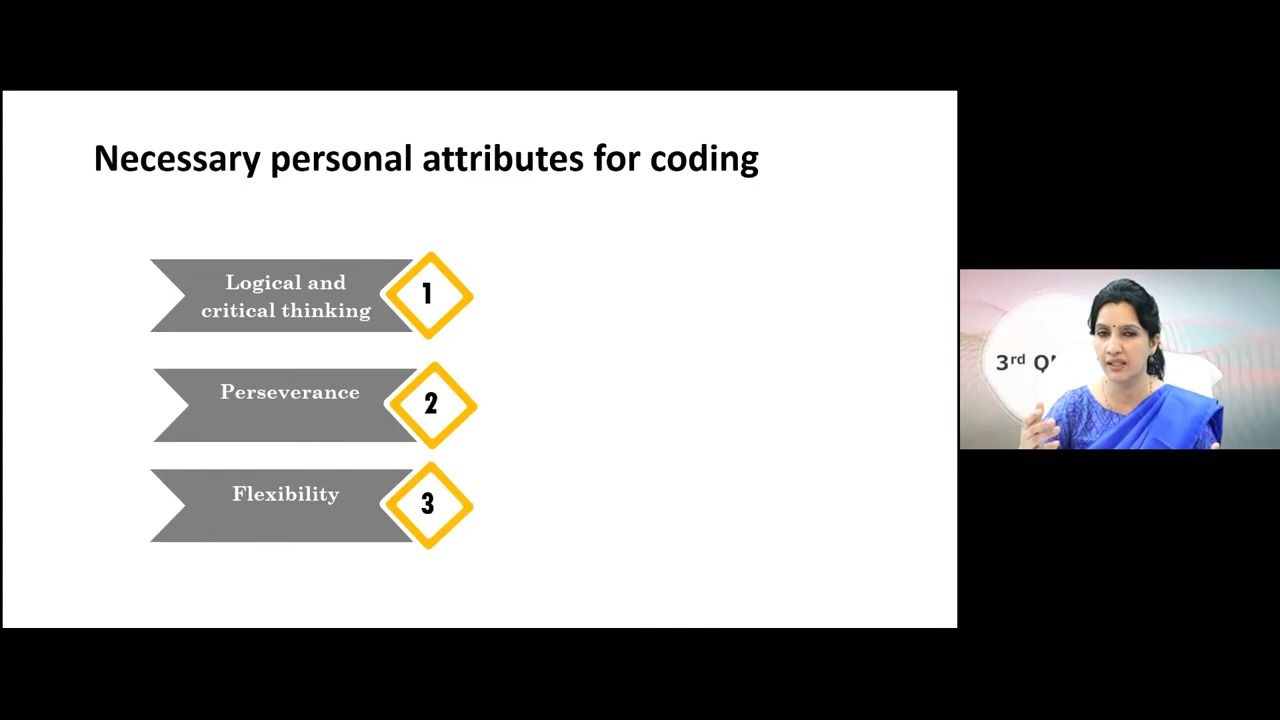 Necessary personal attributes for coding
Logical and
critical thinking
1
Perseverance
2
Flexibility
3
3rd